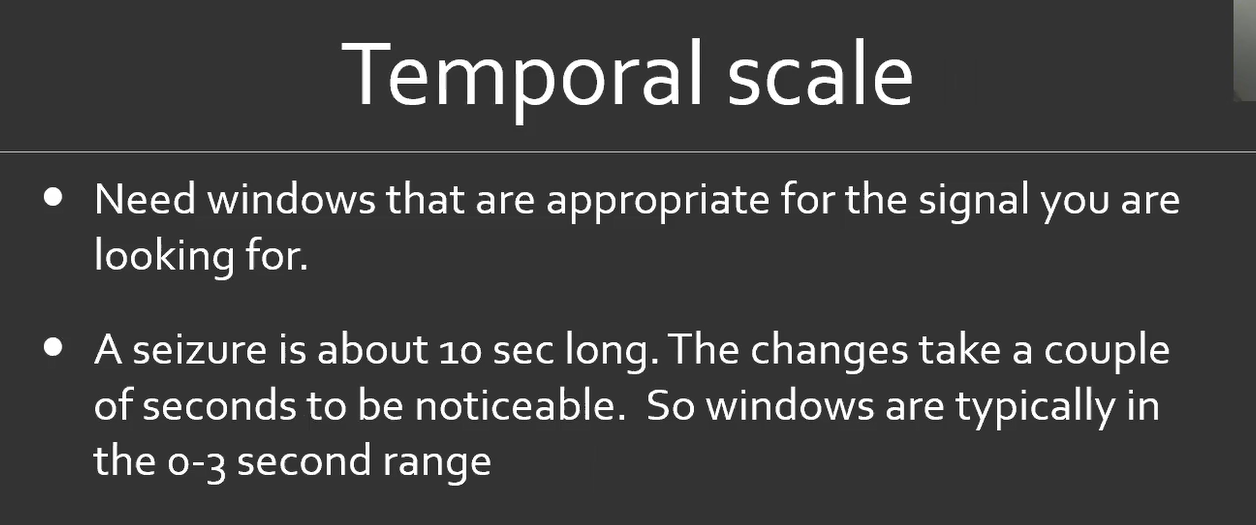 Temporal scale
• Need windows that are appropriate for the signal you are
looking for.
• A seizure is about 10 sec long. The changes take a couple
of seconds to be noticeable.  So windows are typically in
the 0-3 second range